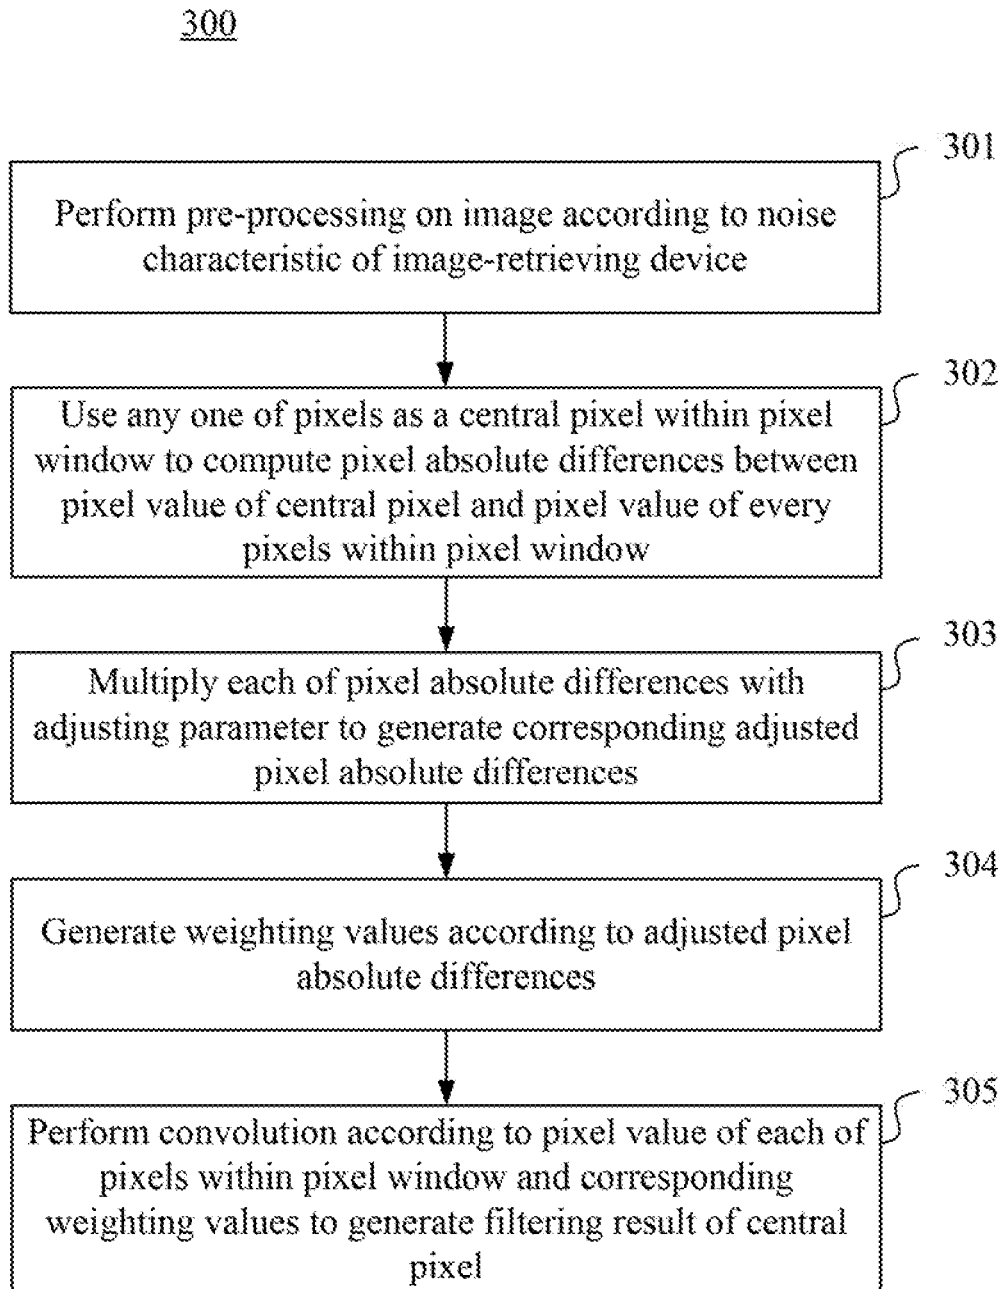 300
301
Perform pre-processing on image according to noise
characteristic of image-retrieving device
302
Use any one of pixels as a central pixel within pixel
window to compute pixel absolute differences between
pixel value of central pixel and pixel value of every
pixels within pixel window
303
Multiply each of pixel absolute differences with
adjusting parameter to generate corresponding adjusted
pixel absolute differences
304
Generate weighting values according to adjusted pixel
absolute differences
305
Perform convolution according to pixel value of each of
pixels within pixel window and corresponding
weighting values to generate filtering result of central
pixel